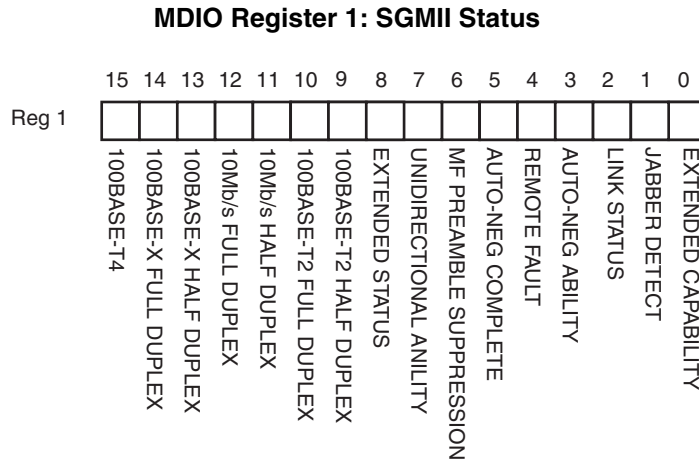 MDIO Register 1: SGMII Status
15 14 13 12 11 10 9 8 7 6 5 4 3 2 1 0
Reg 1
100BASE-T4
100BASE-X FULL DUPLEX
100BASE-X HALF DUPLEX
10Mb/s FULL DUPLEX
10Mb/s HALF DUPLEX
100BASE-T2 FULL DUPLEX
100BASE-T2 HALF DUPLEX
EXTENDED STATUS
UNIDIRECTIONAL ANILITY
MF PREAMBLE SUPPRESSION
AUTO-NEG COMPLETE
REMOTE FAULT
AUTO-NEG ABILITY
LINK STATUS
JABBER DETECT
EXTENDED CAPABILITY